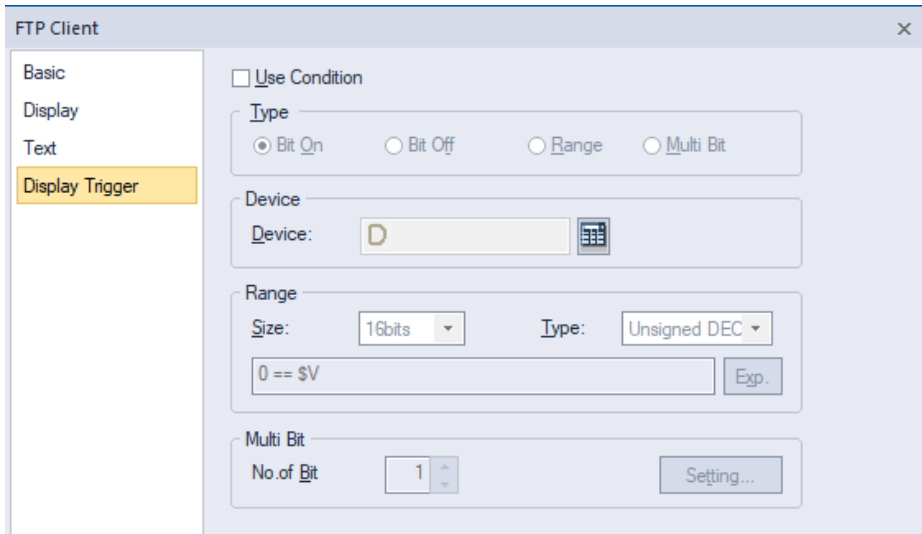 FTP Client
Basic
Display
Text
Display Trigger
Use Condition
Type
Bit On Bit Off Range Multi Bit
Device
Device: D
Range
Size: 16bits Type: Unsigned DEC
0 == $V Exp.
Multi Bit
No.of Bit 1 Setting...